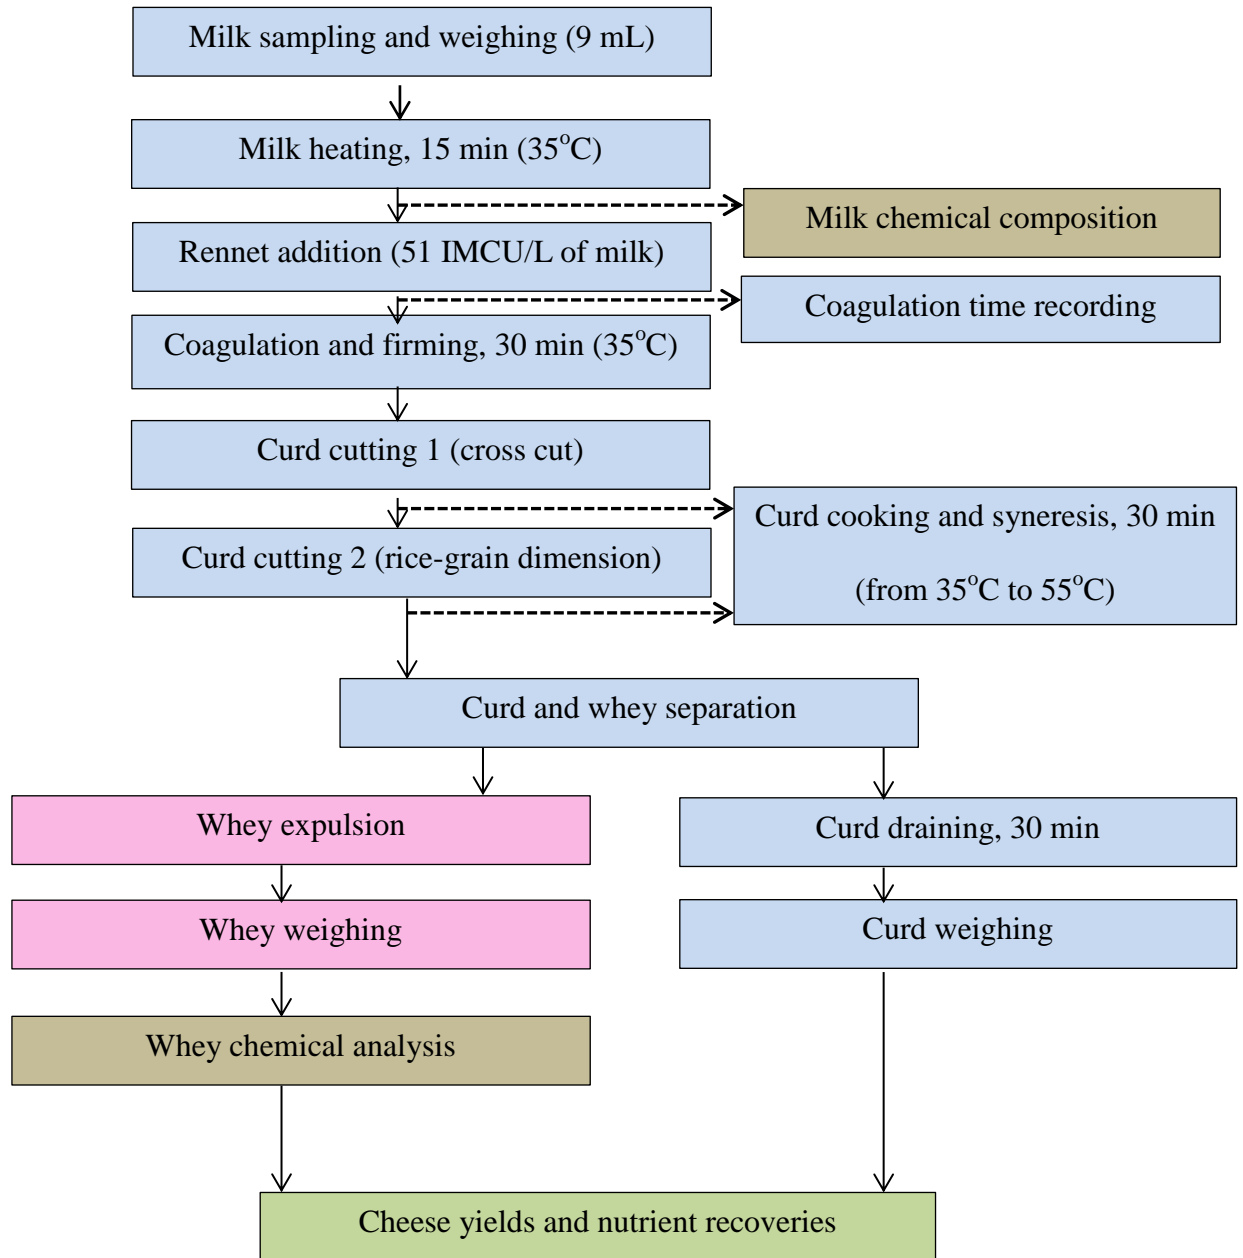 Milk sampling and weighing (9 mL)
Milk heating, 15 min (35°C)
Milk chemical composition
Rennet addition (51 IMCU/L of milk)
Coagulation time recording
Coagulation and firming, 30 min (35°C)
Curd cutting 1 (cross cut)
Curd cooking and syneresis, 30 min
(from 35°C to 55°C)
Curd cutting 2 (rice-grain dimension)
Curd and whey separation
Whey expulsion
Curd draining, 30 min
Whey weighing
Curd weighing
Whey chemical analysis
Cheese yields and nutrient recoveries